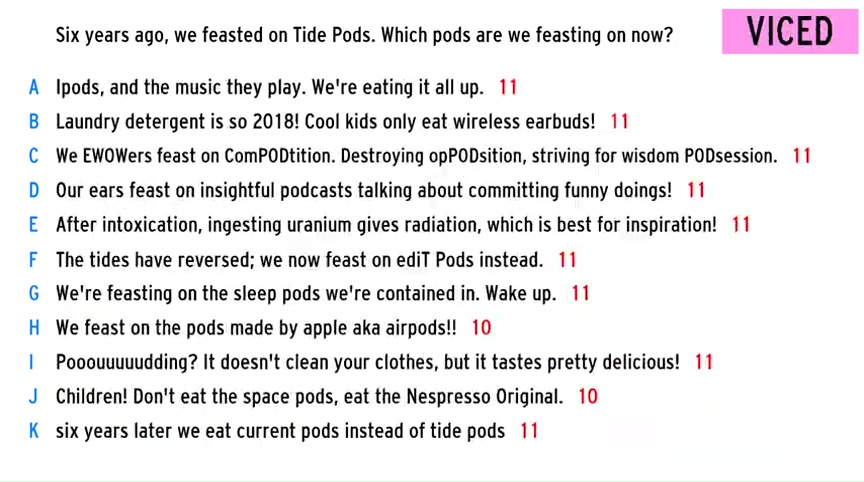 Six years ago, we feasted on Tide Pods. Which pods are we feasting on now?
VICED
A Ipods, and the music they play. We're eating it all up. 11
B Laundry detergent is so 2018! Cool kids only eat wireless earbuds! 11
C We EWOWers feast on ComPODtition. Destroying opPODsition, striving for wisdom PODsession. 11
D Our ears feast on insightful podcasts talking about committing funny doings! 11
E After intoxication, ingesting uranium gives radiation, which is best for inspiration! 11
F The tides have reversed; we now feast on ediT Pods instead. 11
G We're feasting on the sleep pods we're contained in. Wake up. 11
H We feast on the pods made by apple aka airpods!! 10
I Pooouuuuudding? It doesn't clean your clothes, but it tastes pretty delicious! 11
J Children! Don't eat the space pods, eat the Nespresso Original. 10
K six years later we eat current pods instead of tide pods 11